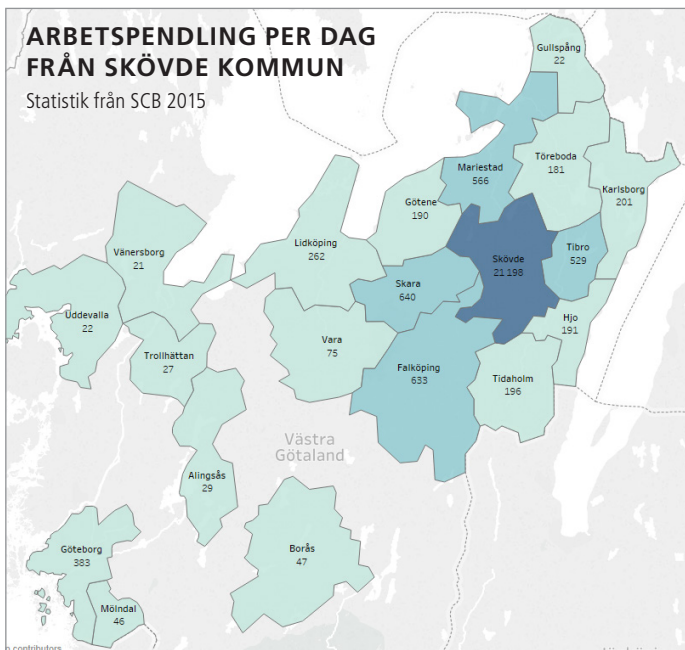 ARBETSPENDLING PER DAG
FRÅN SKÖVDE KOMMUN
Statistik från SCB 2015
Gullspång
22
Mariestad
566
Töreboda
181
Karlsborg
201
Götene
190
Lidköping
262
Skövde
21 198
Tibro
529
Vänersborg
21
Skara
640
Uddevalla
22
Hjo
191
Trollhättan
27
Vara
75
Falköping
633
Tidaholm
196
Västra
Götaland
Alingsås
29
Göteborg
383
Borås
47
Mölndal
46
contributors